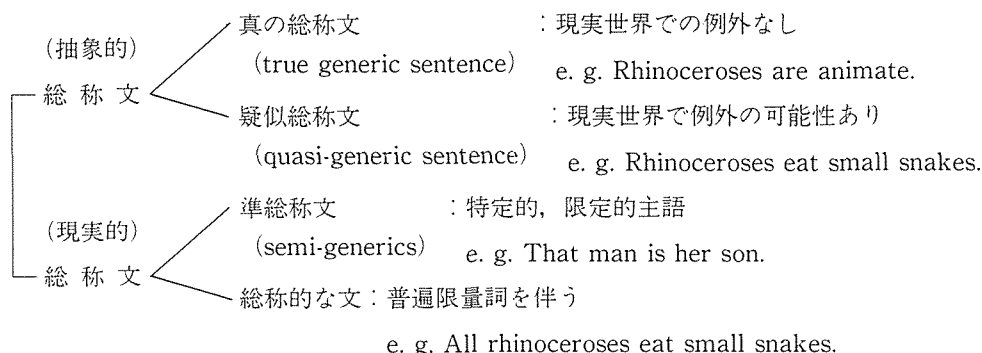 真の総称文 :現実世界での例外なし
(抽象的)
(true generic sentence) e. g. Rhinoceroses are animate.
総 称 文
疑似総称文 :現実世界で例外の可能性あり
(quasi-generic sentence) e. g. Rhinoceroses eat small snakes.
準総称文 :特定的,限定的主語
(現実的)
(semi-generics) e. g. That man is her son.
総 称 文
総称的な文:普遍限量詞を伴う
e. g. All rhinoceroses eat small snakes.